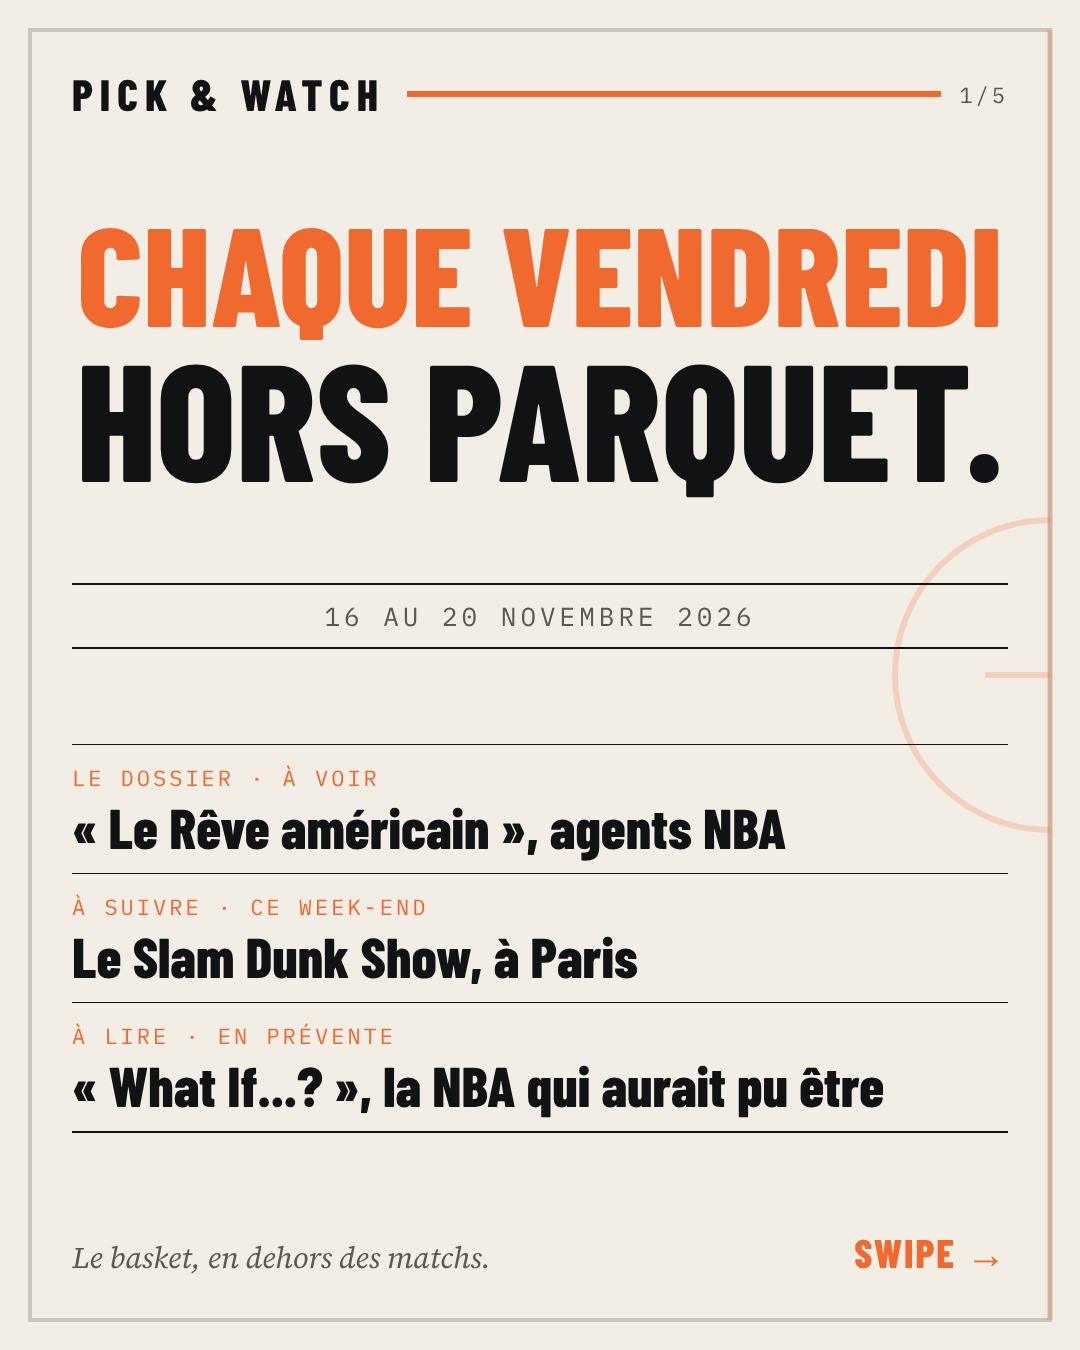 PICK & WATCH
1/5
CHAQUE VENDREDI
HORS PARQUET.
16 AU 20 NOVEMBRE 2026
LE DOSSIER · À VOIR
« Le Rêve américain », agents NBA
À SUIVRE · CE WEEK-END
Le Slam Dunk Show, à Paris
À LIRE · EN PRÉVENTE
« What If...? », la NBA qui aurait pu être
Le basket, en dehors des matchs.
SWIPE →